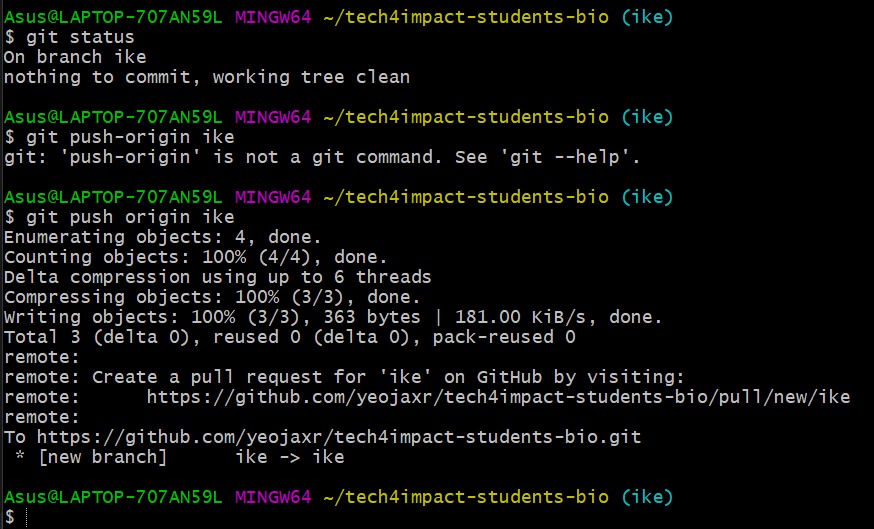 Asus@LAPTOP-707AN59L MINGW64 ~/tech4impact-students-bio (ike)
$ git status
On branch ike
nothing to commit, working tree clean
Asus@LAPTOP-707AN59L MINGW64 ~/tech4impact-students-bio (ike)
$ git push-origin ike
git: 'push-origin' is not a git command. See 'git --help'.
Asus@LAPTOP-707AN59L MINGW64 ~/tech4impact-students-bio (ike)
$ git push origin ike
Enumerating objects: 4, done.
Counting objects: 100% (4/4), done.
Delta compression using up to 6 threads
Compressing objects: 100% (3/3), done.
Writing objects: 100% (3/3), 363 bytes | 181.00 KiB/s, done.
Total 3 (delta 0), reused 0 (delta 0), pack-reused 0
remote:
remote: Create a pull request for 'ike' on GitHub by visiting:
remote:      https://github.com/yeojaxr/tech4impact-students-bio/pull/new/ike
remote:
To https://github.com/yeojaxr/tech4impact-students-bio.git
 * [new branch]      ike -> ike
Asus@LAPTOP-707AN59L MINGW64 ~/tech4impact-students-bio (ike)
$